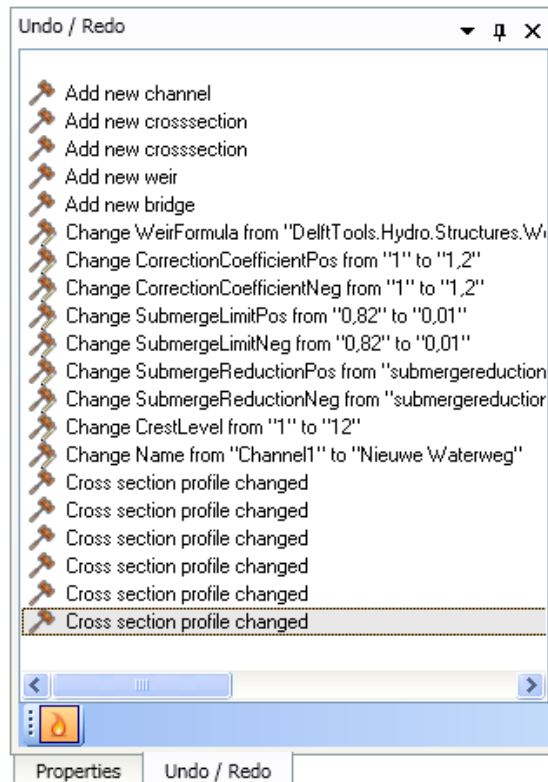 Undo / Redo
Add new channel
Add new crosssection
Add new crosssection
Add new weir
Add new bridge
Change WeirFormula from "DelftTools.Hydro.Structures.We
Change CorrectionCoefficientPos from "1" to "1,2"
Change CorrectionCoefficientNeg from "1" to "1,2"
Change SubmergeLimitPos from "0,82" to "0,01"
Change SubmergeLimitNeg from "0,82" to "0,01"
Change SubmergeReductionPos from "submergereduction
Change SubmergeReductionNeg from "submergereduction
Change CrestLevel from "1" to "12"
Change Name from "Channel1" to "Nieuwe Waterweg"
Cross section profile changed
Cross section profile changed
Cross section profile changed
Cross section profile changed
Cross section profile changed
Cross section profile changed
Properties
Undo / Redo